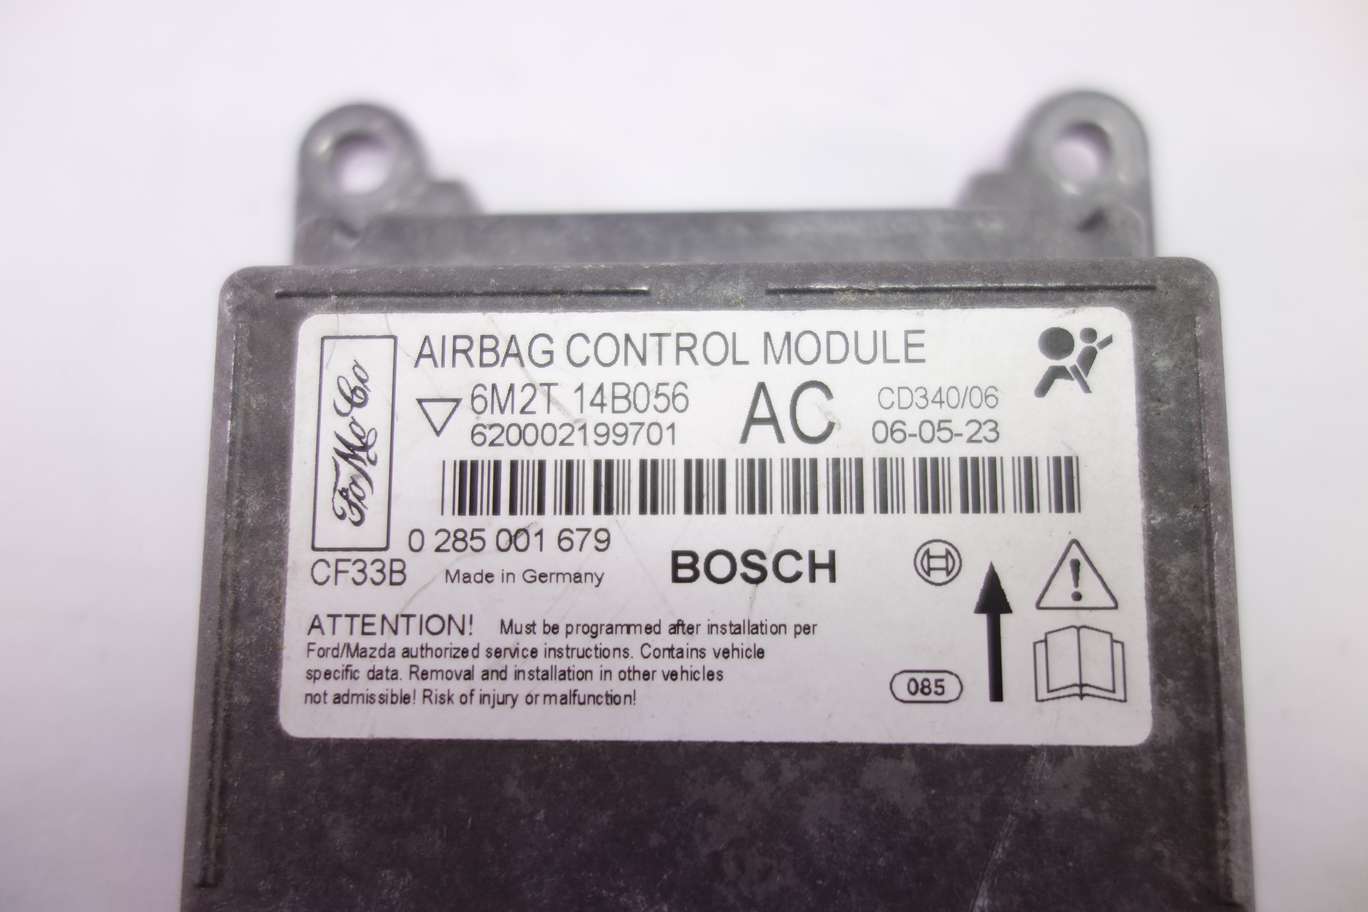 FoMoCo
AIRBAG CONTROL MODULE
6M2T 14B056 AC CD340/06
620002199701 06-05-23
0 285 001 679
CF33B Made in Germany BOSCH
ATTENTION! Must be programmed after installation per
Ford/Mazda authorized service instructions. Contains vehicle
specific data. Removal and installation in other vehicles
not admissible! Risk of injury or malfunction!
085